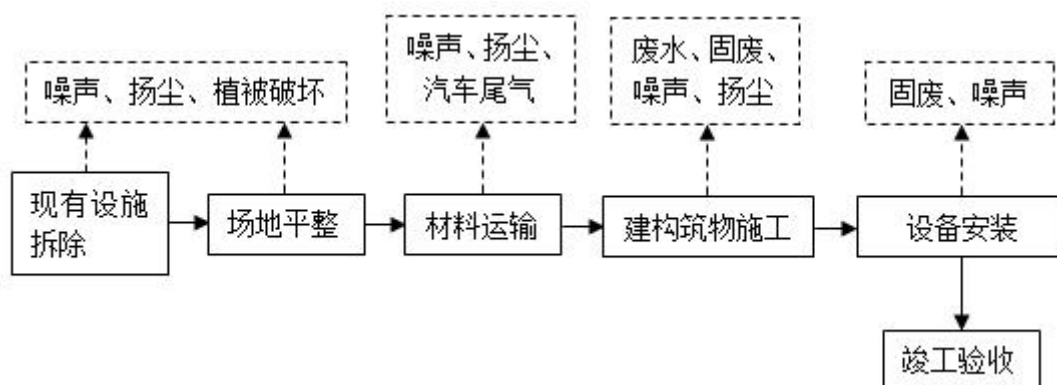 噪声、扬尘、植被破坏
噪声、扬尘、
汽车尾气
废水、固废、
噪声、扬尘
固废、噪声
现有设施
拆除
场地平整
材料运输
建构筑物施工
设备安装
竣工验收